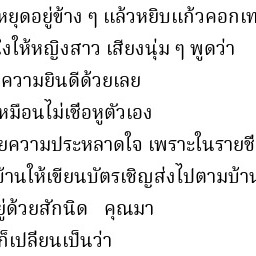 หยุดอยู่ข้าง ๆ แล้วหยิบแก้วคอกเท
ให้หญิงสาว เสียงนุ่ม ๆ พูดว่า
ความยินดีด้วยเลย
หมือนไม่เชื่อหูตัวเอง
ยความประหลาดใจ เพราะในรายชื่
บ้านให้เขียนบัตรเชิญส่งไปตามบ้าน
ยู่ด้วยสักนิด คุณมา
ก็เปลี่ยนเป็นว่า